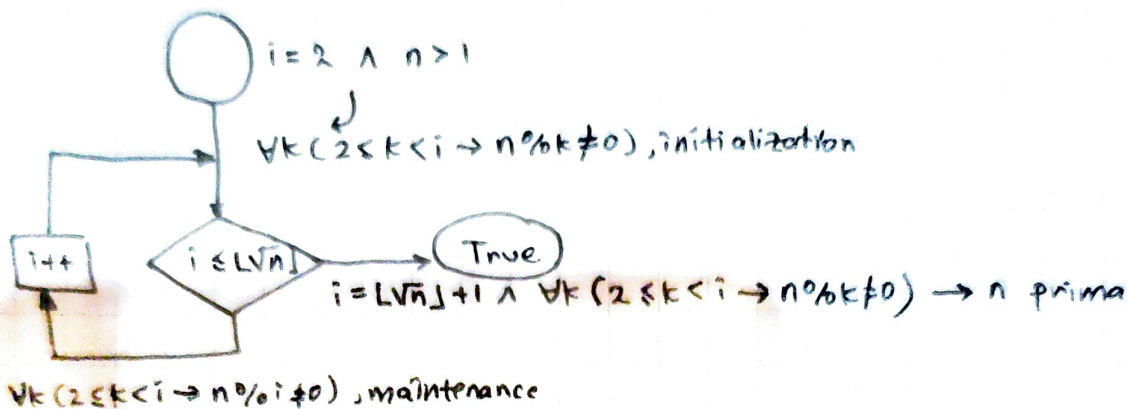 i = 2 ∧ n > 1
∀k(2≤k<i → n%k≠0), initialization
i++
i ≤ ⌊√n⌋
True
i = ⌊√n⌋+1 ∧ ∀k(2≤k<i → n%k≠0) → n prima
∀k(2≤k<i → n%i≠0), maintenance